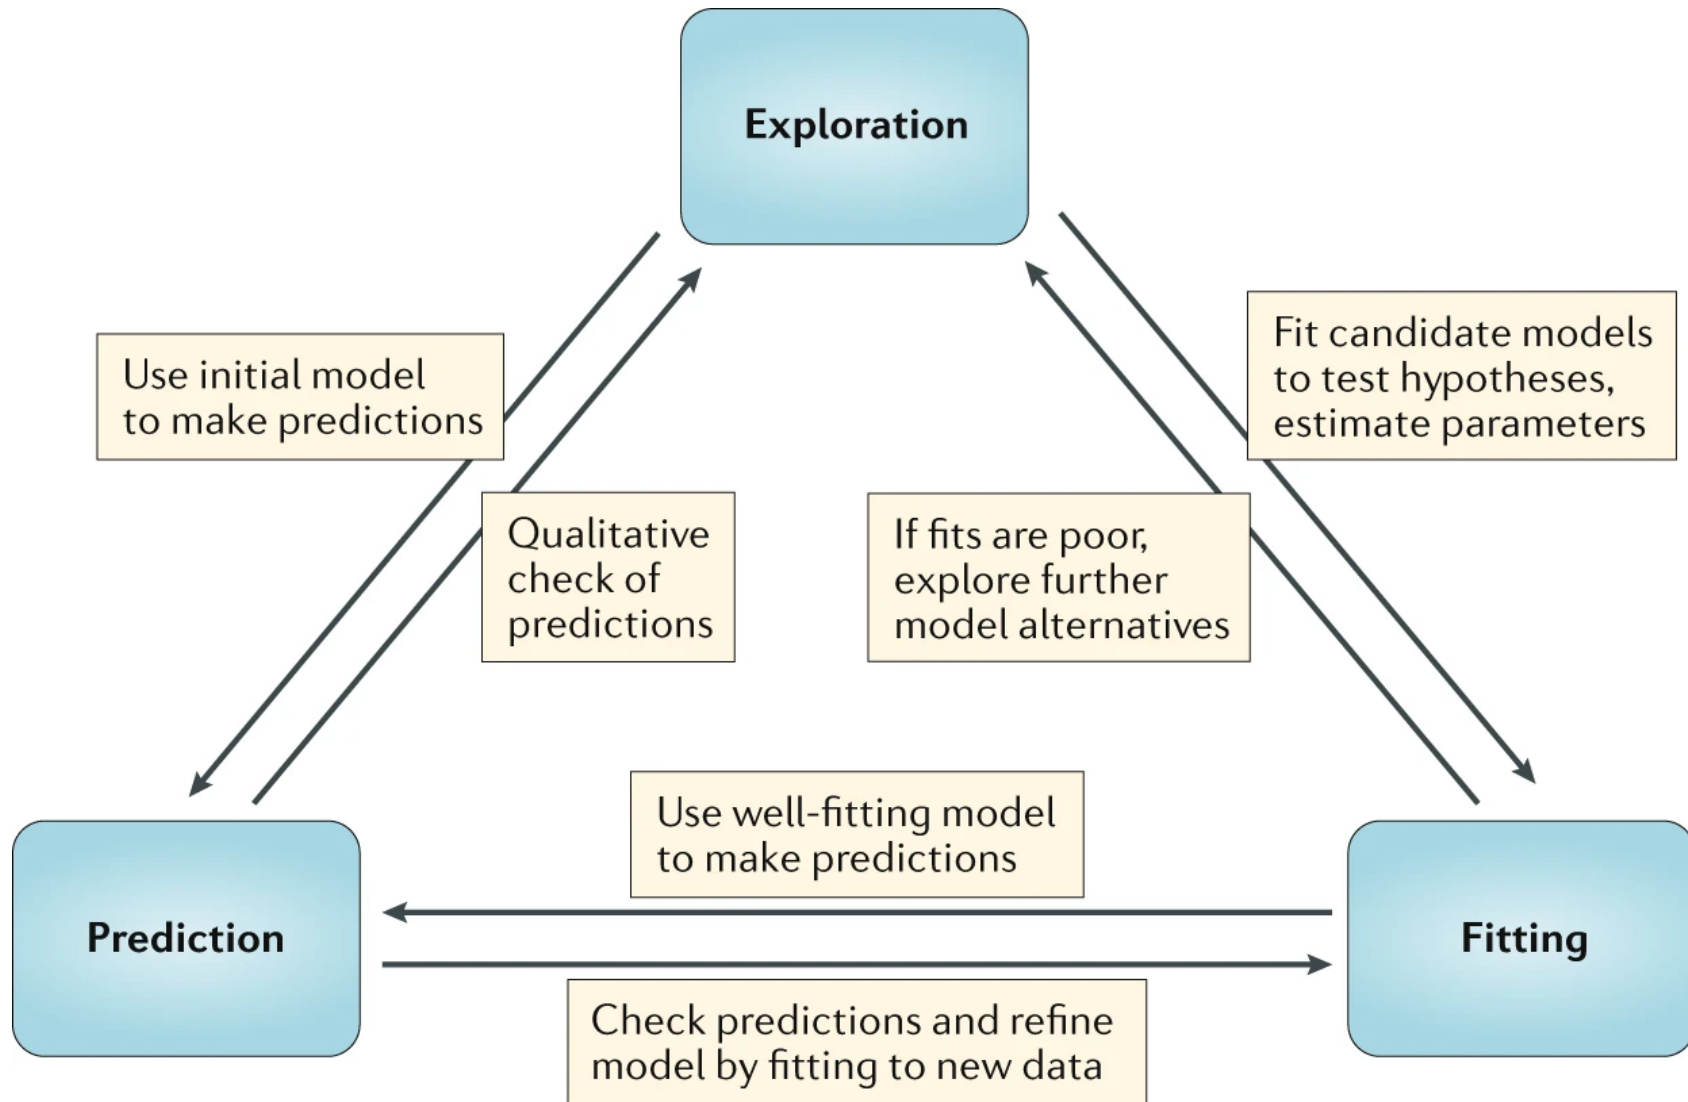 Exploration
Use initial model
to make predictions
Fit candidate models
to test hypotheses,
estimate parameters
Qualitative
check of
predictions
If fits are poor,
explore further
model alternatives
Use well-fitting model
to make predictions
Prediction
Fitting
Check predictions and refine
model by fitting to new data